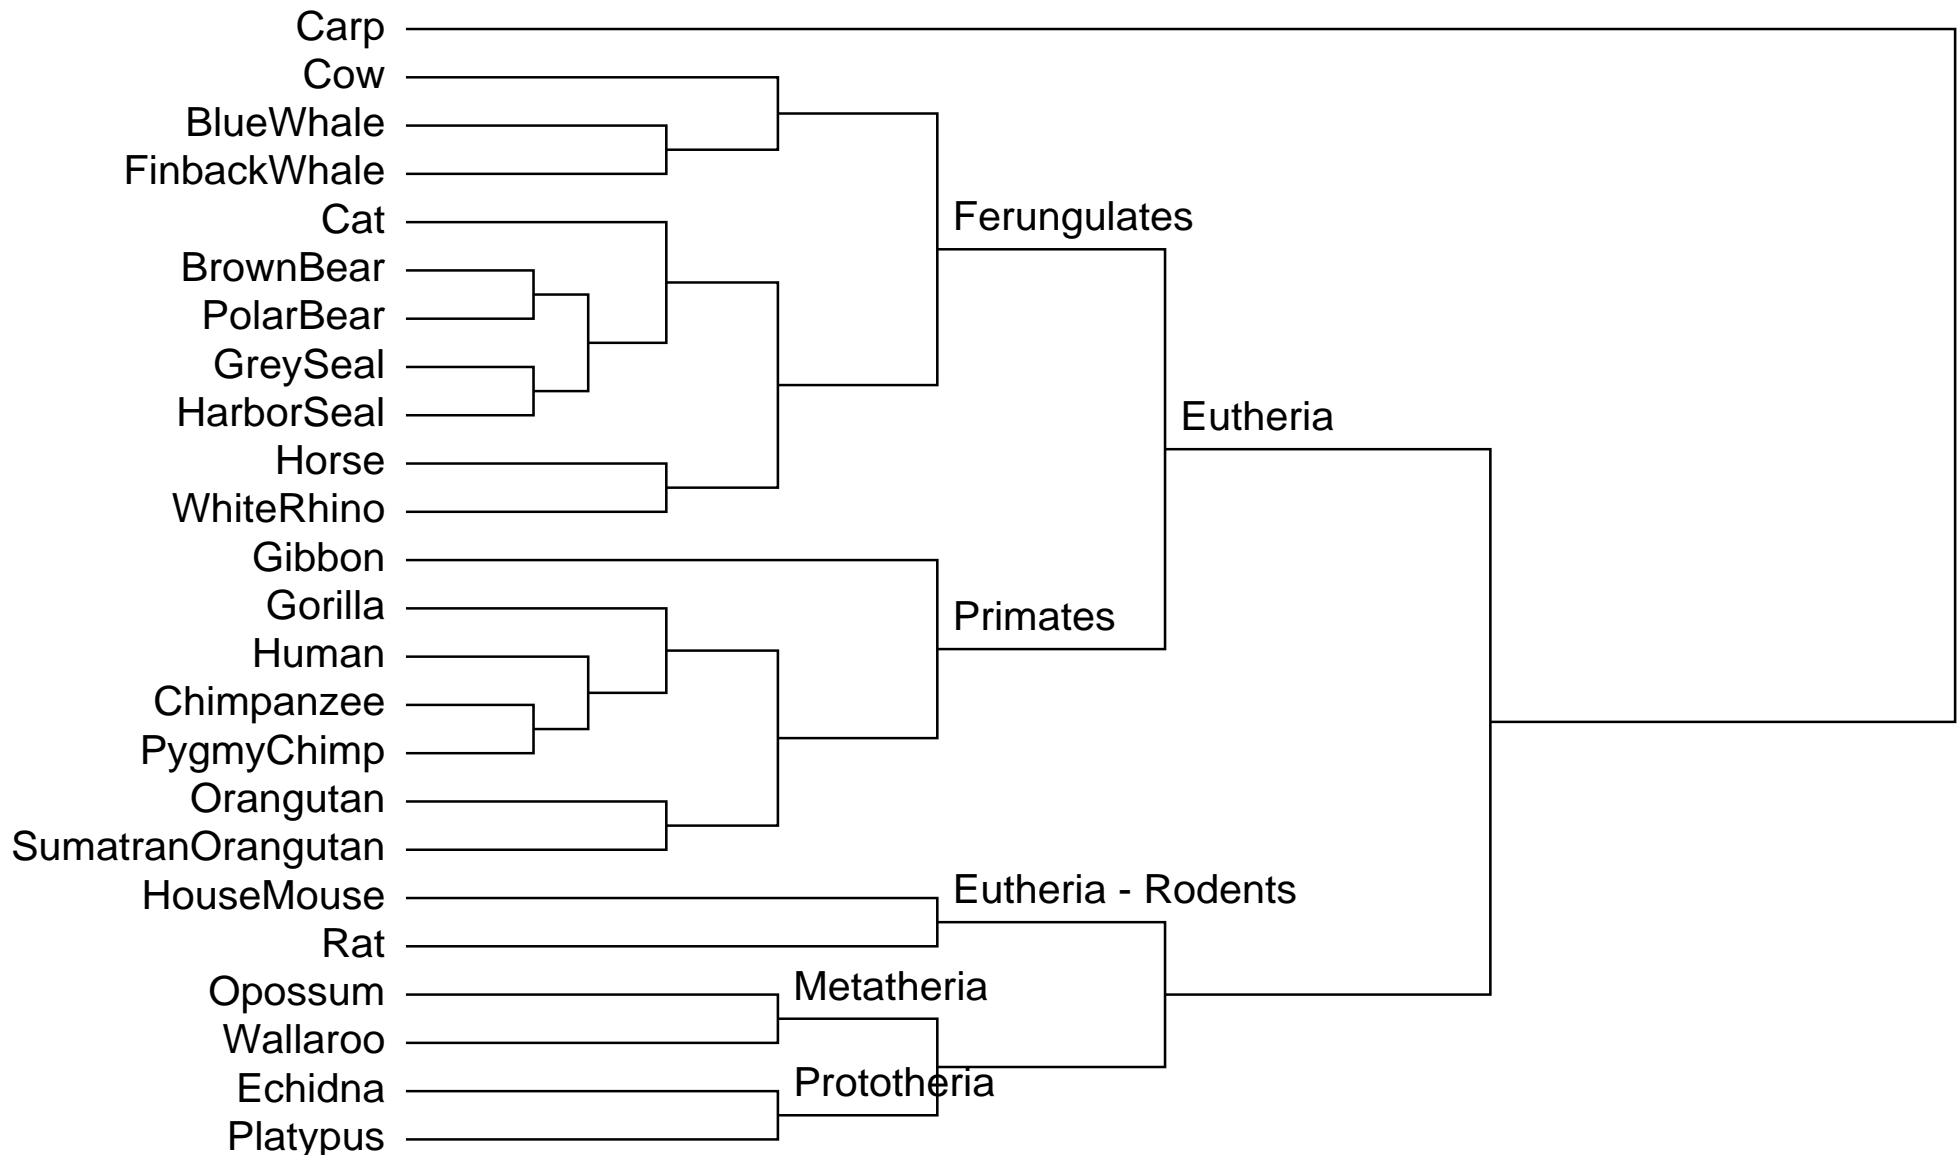 Carp
Cow
BlueWhale
FinbackWhale
Cat
Ferungulates
BrownBear
PolarBear
GreySeal
HarborSeal
Eutheria
Horse
WhiteRhino
Gibbon
Gorilla
Primates
Human
Chimpanzee
PygmyChimp
Orangutan
SumatranOrangutan
HouseMouse
Eutheria - Rodents
Rat
Opossum
Metatheria
Wallaroo
Echidna
Prototheria
Platypus